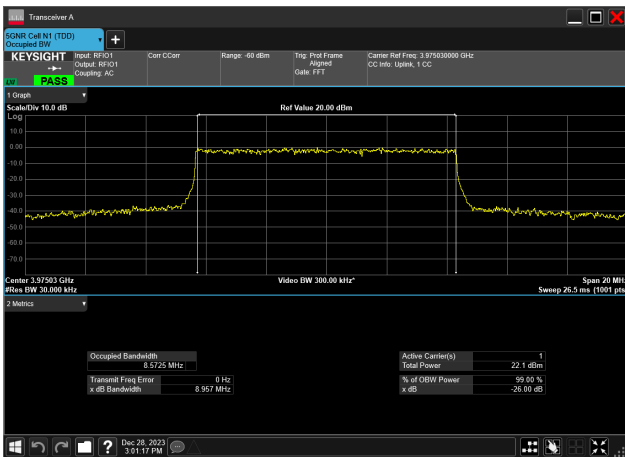 Transceiver A
5GNR Cell N1 (TDD)
Occupied BW
KEYSIGHT
PASS
Input: RFIO1
Output: RFIO1
Coupling: AC
Corr CCorr
Range: -60 dBm
Trig: Prot Frame
Aligned
Gate: FFT
Carrier Ref Freq: 3.975030000 GHz
CC Info: Uplink, 1 CC
1 Graph
Scale/Div 10.0 dB
Ref Value 20.00 dBm
Log
10.0
0.00
-10.0
-20.0
-30.0
-40.0
-50.0
-60.0
-70.0
Center 3.97503 GHz
#Res BW 30.000 kHz
Video BW 300.00 kHz*
Span 20 MHz
Sweep 26.5 ms (1001 pts
2 Metrics
Occupied Bandwidth
8.5725 MHz
Transmit Freq Error 0 Hz
x dB Bandwidth 8.957 MHz
Active Carrier(s) 1
Total Power 22.1 dBm
% of OBW Power 99.00 %
x dB -26.00 dB
Dec 28, 2023
3:01:17 PM